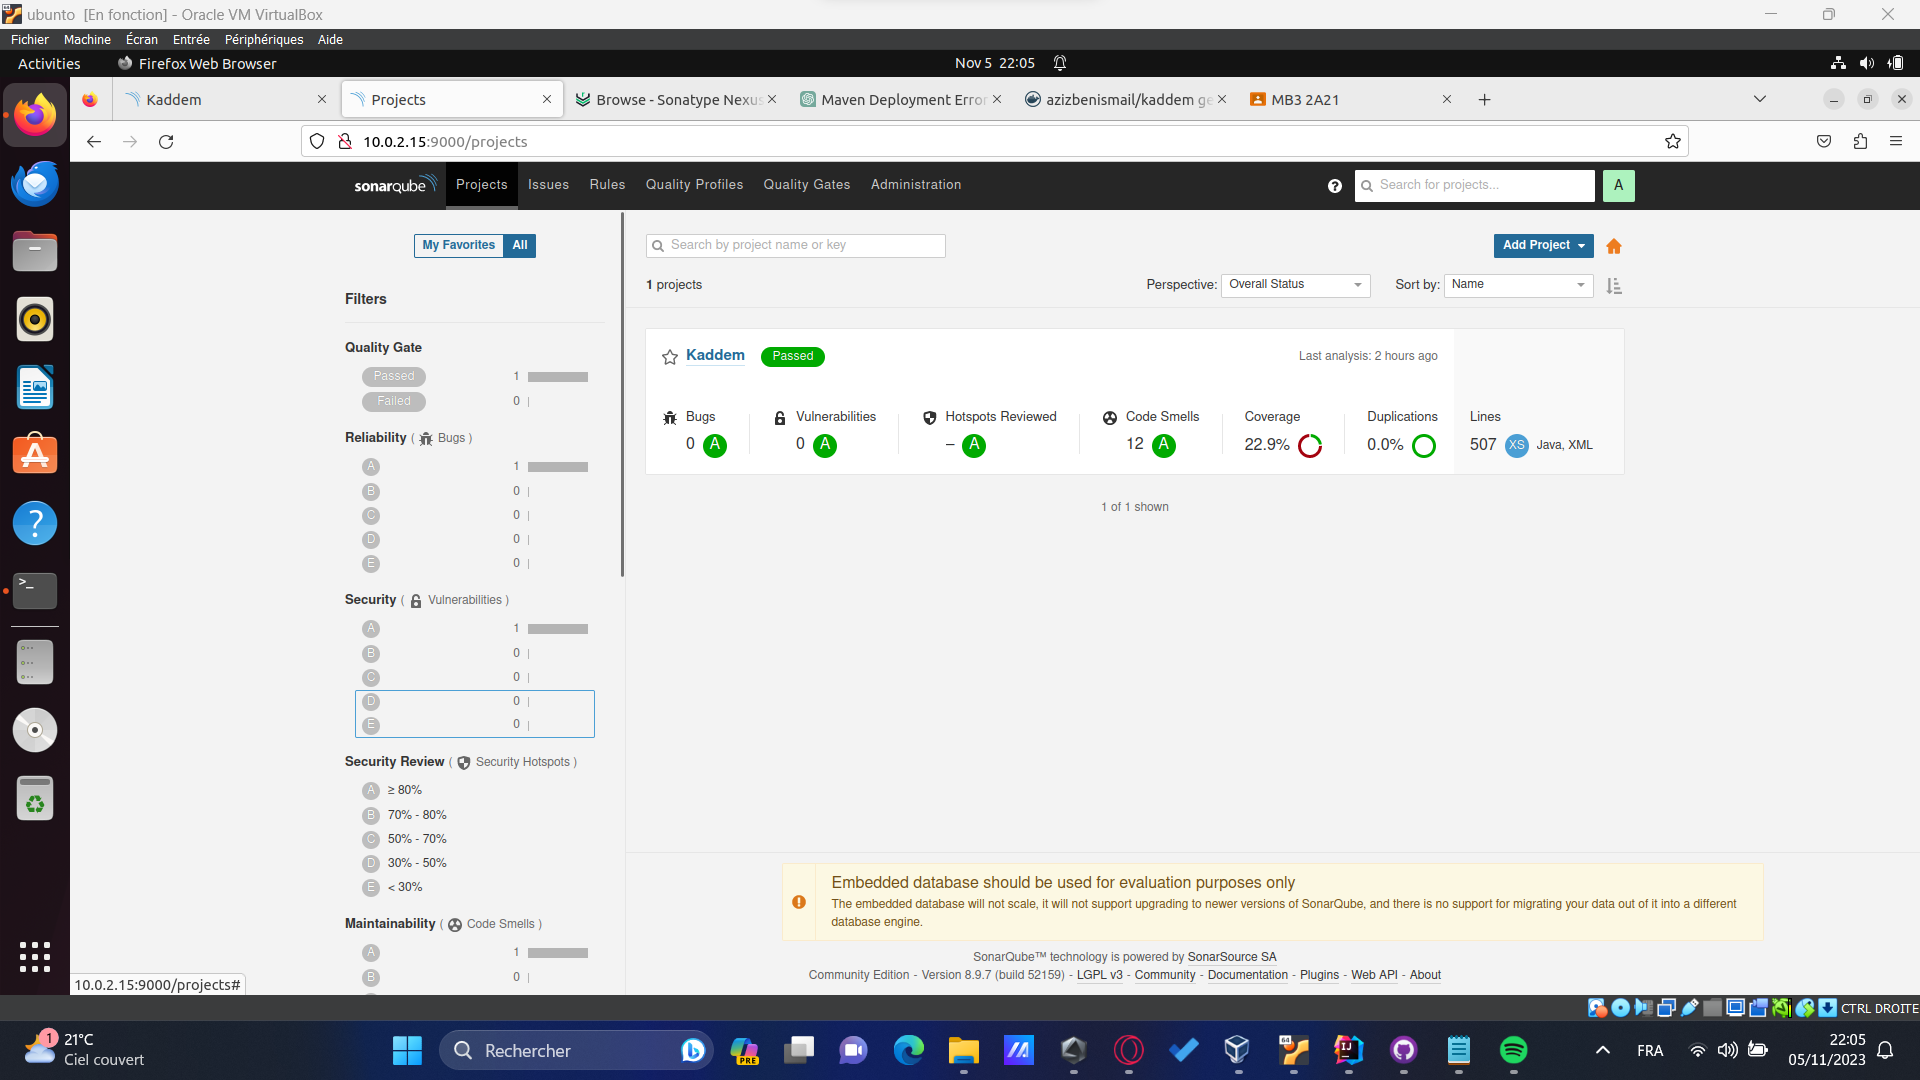 ubunto [En fonction] - Oracle VM VirtualBox
Fichier Machine Écran Entrée Périphériques Aide
Activities Firefox Web Browser Nov 5 22:05
Kaddem Projects Browse - Sonatype Nexus Maven Deployment Error azizbenismail/kaddem ge MB3 2A21
10.0.2.15:9000/projects
sonarqube Projects Issues Rules Quality Profiles Quality Gates Administration ? Search for projects... A
My Favorites All
Search by project name or key
Add Project
1 projects
Perspective: Overall Status Sort by: Name
Filters
Quality Gate
Passed 1
Failed 0
Reliability ( Bugs )
A 1
B 0
C 0
D 0
E 0
Security ( Vulnerabilities )
A 1
B 0
C 0
D 0
E 0
Security Review ( Security Hotspots )
A ≥ 80%
B 70% - 80%
C 50% - 70%
D 30% - 50%
E < 30%
Maintainability ( Code Smells )
A 1
B 0
Kaddem Passed Last analysis: 2 hours ago
Bugs Vulnerabilities Hotspots Reviewed Code Smells Coverage Duplications Lines
0 A 0 A – A 12 A 22.9% 0.0% 507 XS Java, XML
1 of 1 shown
Embedded database should be used for evaluation purposes only
The embedded database will not scale, it will not support upgrading to newer versions of SonarQube, and there is no support for migrating your data out of it into a different
database engine.
SonarQube™ technology is powered by SonarSource SA
Community Edition - Version 8.9.7 (build 52159) - LGPL v3 - Community - Documentation - Plugins - Web API - About
10.0.2.15:9000/projects#
CTRL DROITE
1 21°C
Ciel couvert
Rechercher
PRE
64
IJ
FRA
22:05
05/11/2023